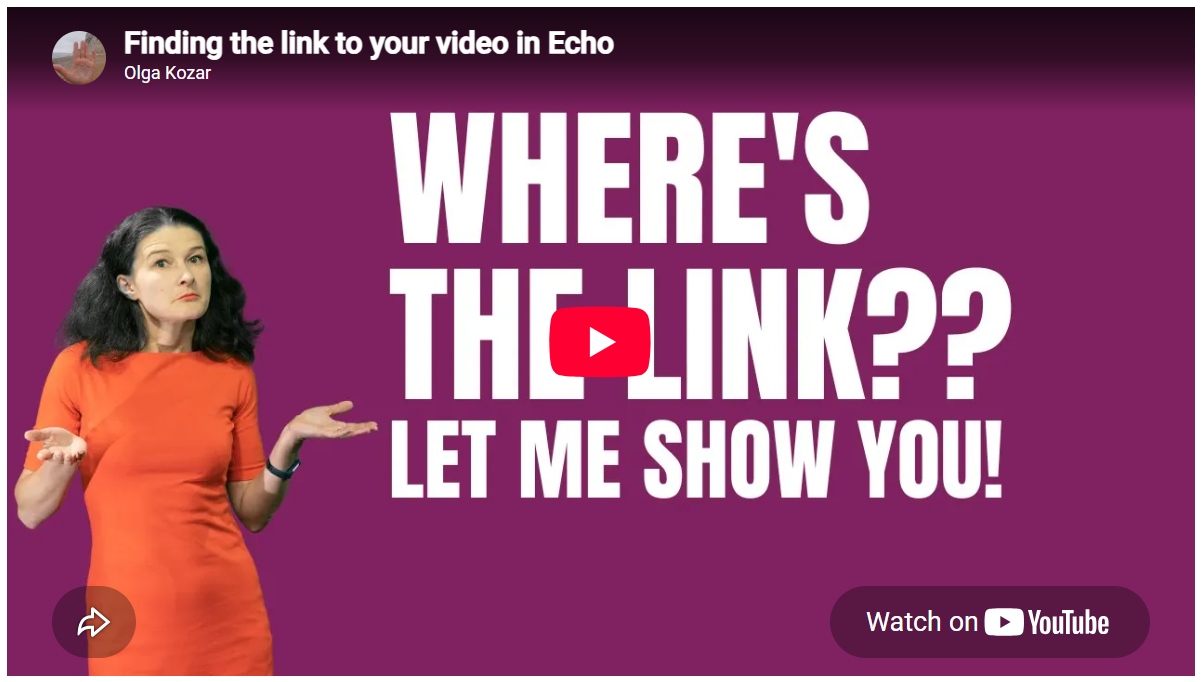 Finding the link to your video in Echo
Olga Kozar
WHERE'S
THE LINK??
LET ME SHOW YOU!
Watch on YouTube